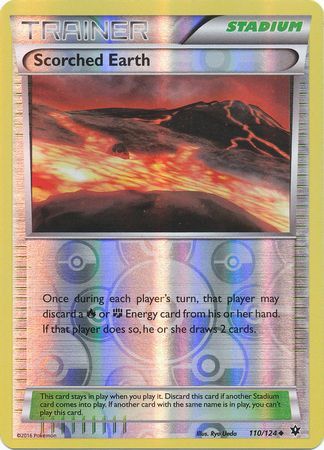 TRAINER STADIUM
Scorched Earth
Once during each player's turn, that player may
discard a or Energy card from his or her hand.
If that player does so, he or she draws 2 cards.
This card stays in play when you play it. Discard this card if another Stadium
card comes into play. If another card with the same name is in play, you can't
play this card.
©2016 Pokémon Illus. Ryo Ueda 110/124